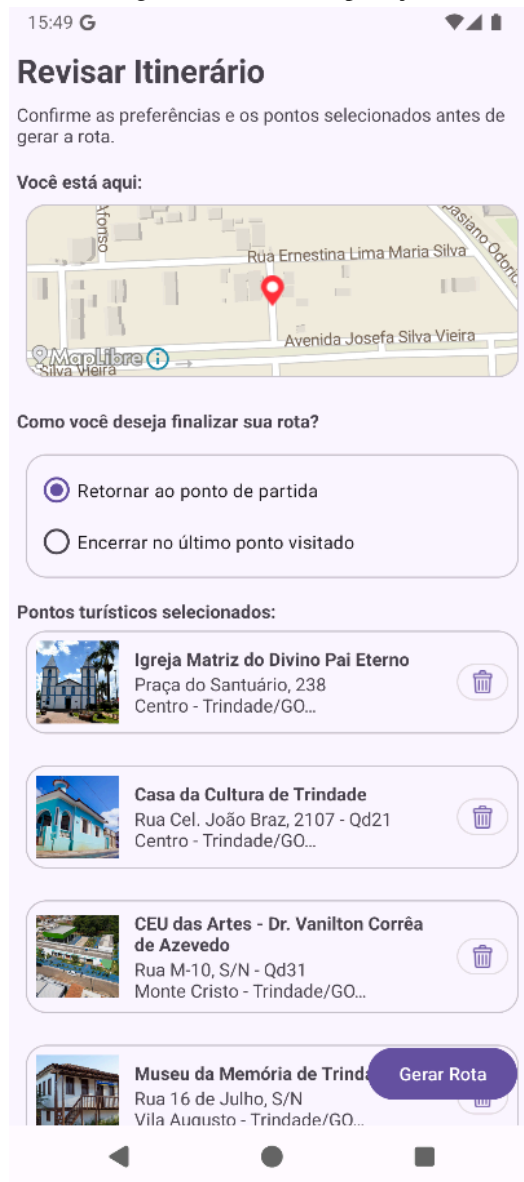 15:49 G
Revisar Itinerário
Confirme as preferências e os pontos selecionados antes de
gerar a rota.
Você está aqui:
Afonso
Rua Ernestina Lima Maria Silva
Avenida Josefa Silva Vieira
MapLibre
Silva Vieira
Como você deseja finalizar sua rota?
Retornar ao ponto de partida
Encerrar no último ponto visitado
Pontos turísticos selecionados:
Igreja Matriz do Divino Pai Eterno
Praça do Santuário, 238
Centro - Trindade/GO...
Casa da Cultura de Trindade
Rua Cel. João Braz, 2107 - Qd21
Centro - Trindade/GO...
CEU das Artes - Dr. Vanilton Corrêa
de Azevedo
Rua M-10, S/N - Qd31
Monte Cristo - Trindade/GO...
Museu da Memória de Trinda
Rua 16 de Julho, S/N
Vila Augusto - Trindade/GO...
Gerar Rota